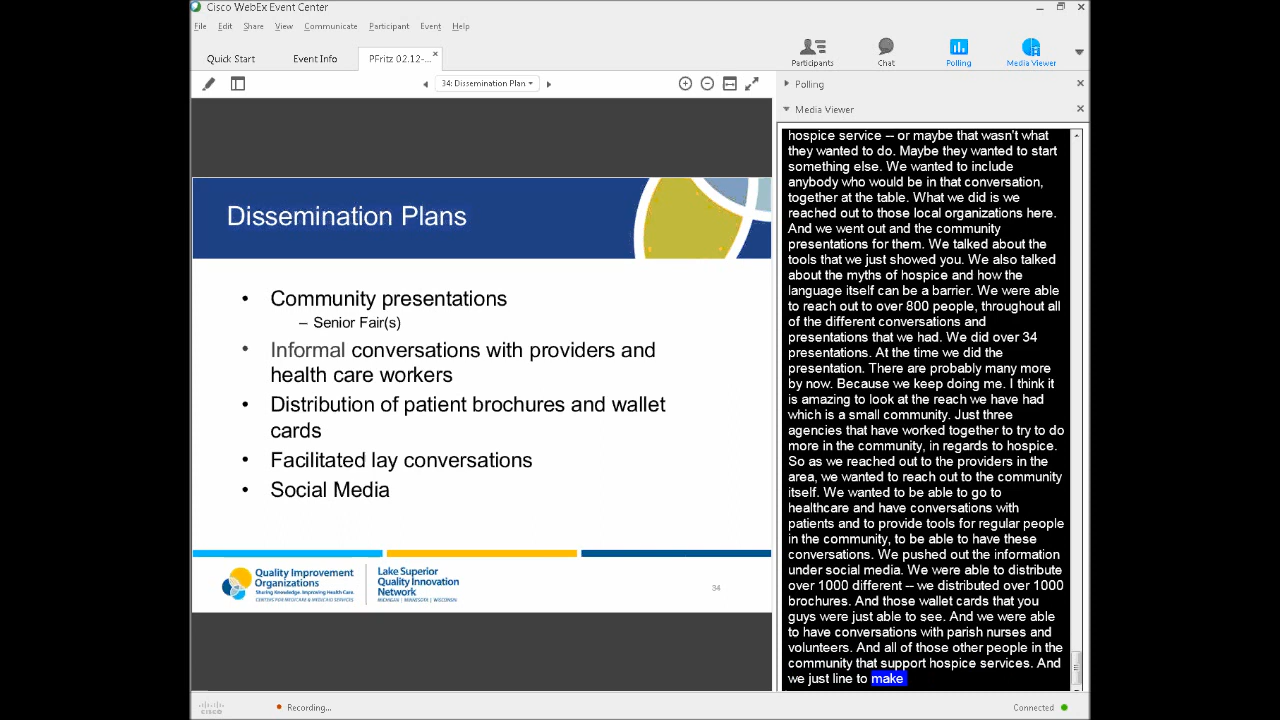 Cisco WebEx Event Center
File Edit Share View Communicate Participant Event Help
Quick Start Event Info PFritz 02.12-...
Participants Chat Polling Media Viewer
34: Dissemination Plan
Polling
Media Viewer
Dissemination Plans
• Community presentations
– Senior Fair(s)
• Informal conversations with providers and
health care workers
• Distribution of patient brochures and wallet
cards
• Facilitated lay conversations
• Social Media
Quality Improvement
Organizations
Sharing Knowledge. Improving Health Care.
CENTERS FOR MEDICARE & MEDICAID SERVICES
Lake Superior
Quality Innovation
Network
MICHIGAN | MINNESOTA | WISCONSIN
34
hospice service -- or maybe that wasn't what
they wanted to do. Maybe they wanted to start
something else. We wanted to include
anybody who would be in that conversation,
together at the table. What we did is we
reached out to those local organizations here.
And we went out and the community
presentations for them. We talked about the
tools that we just showed you. We also talked
about the myths of hospice and how the
language itself can be a barrier. We were able
to reach out to over 800 people, throughout all
of the different conversations and
presentations that we had. We did over 34
presentations. At the time we did the
presentation. There are probably many more
by now. Because we keep doing me. I think it
is amazing to look at the reach we have had
which is a small community. Just three
agencies that have worked together to try to do
more in the community, in regards to hospice.
So as we reached out to the providers in the
area, we wanted to reach out to the community
itself. We wanted to be able to go to
healthcare and have conversations with
patients and to provide tools for regular people
in the community, to be able to have these
conversations. We pushed out the information
under social media. We were able to distribute
over 1000 different -- we distributed over 1000
brochures. And those wallet cards that you
guys were just able to see. And we were able
to have conversations with parish nurses and
volunteers. And all of those other people in the
community that support hospice services. And
we just line to make
cisco
Recording...
Connected